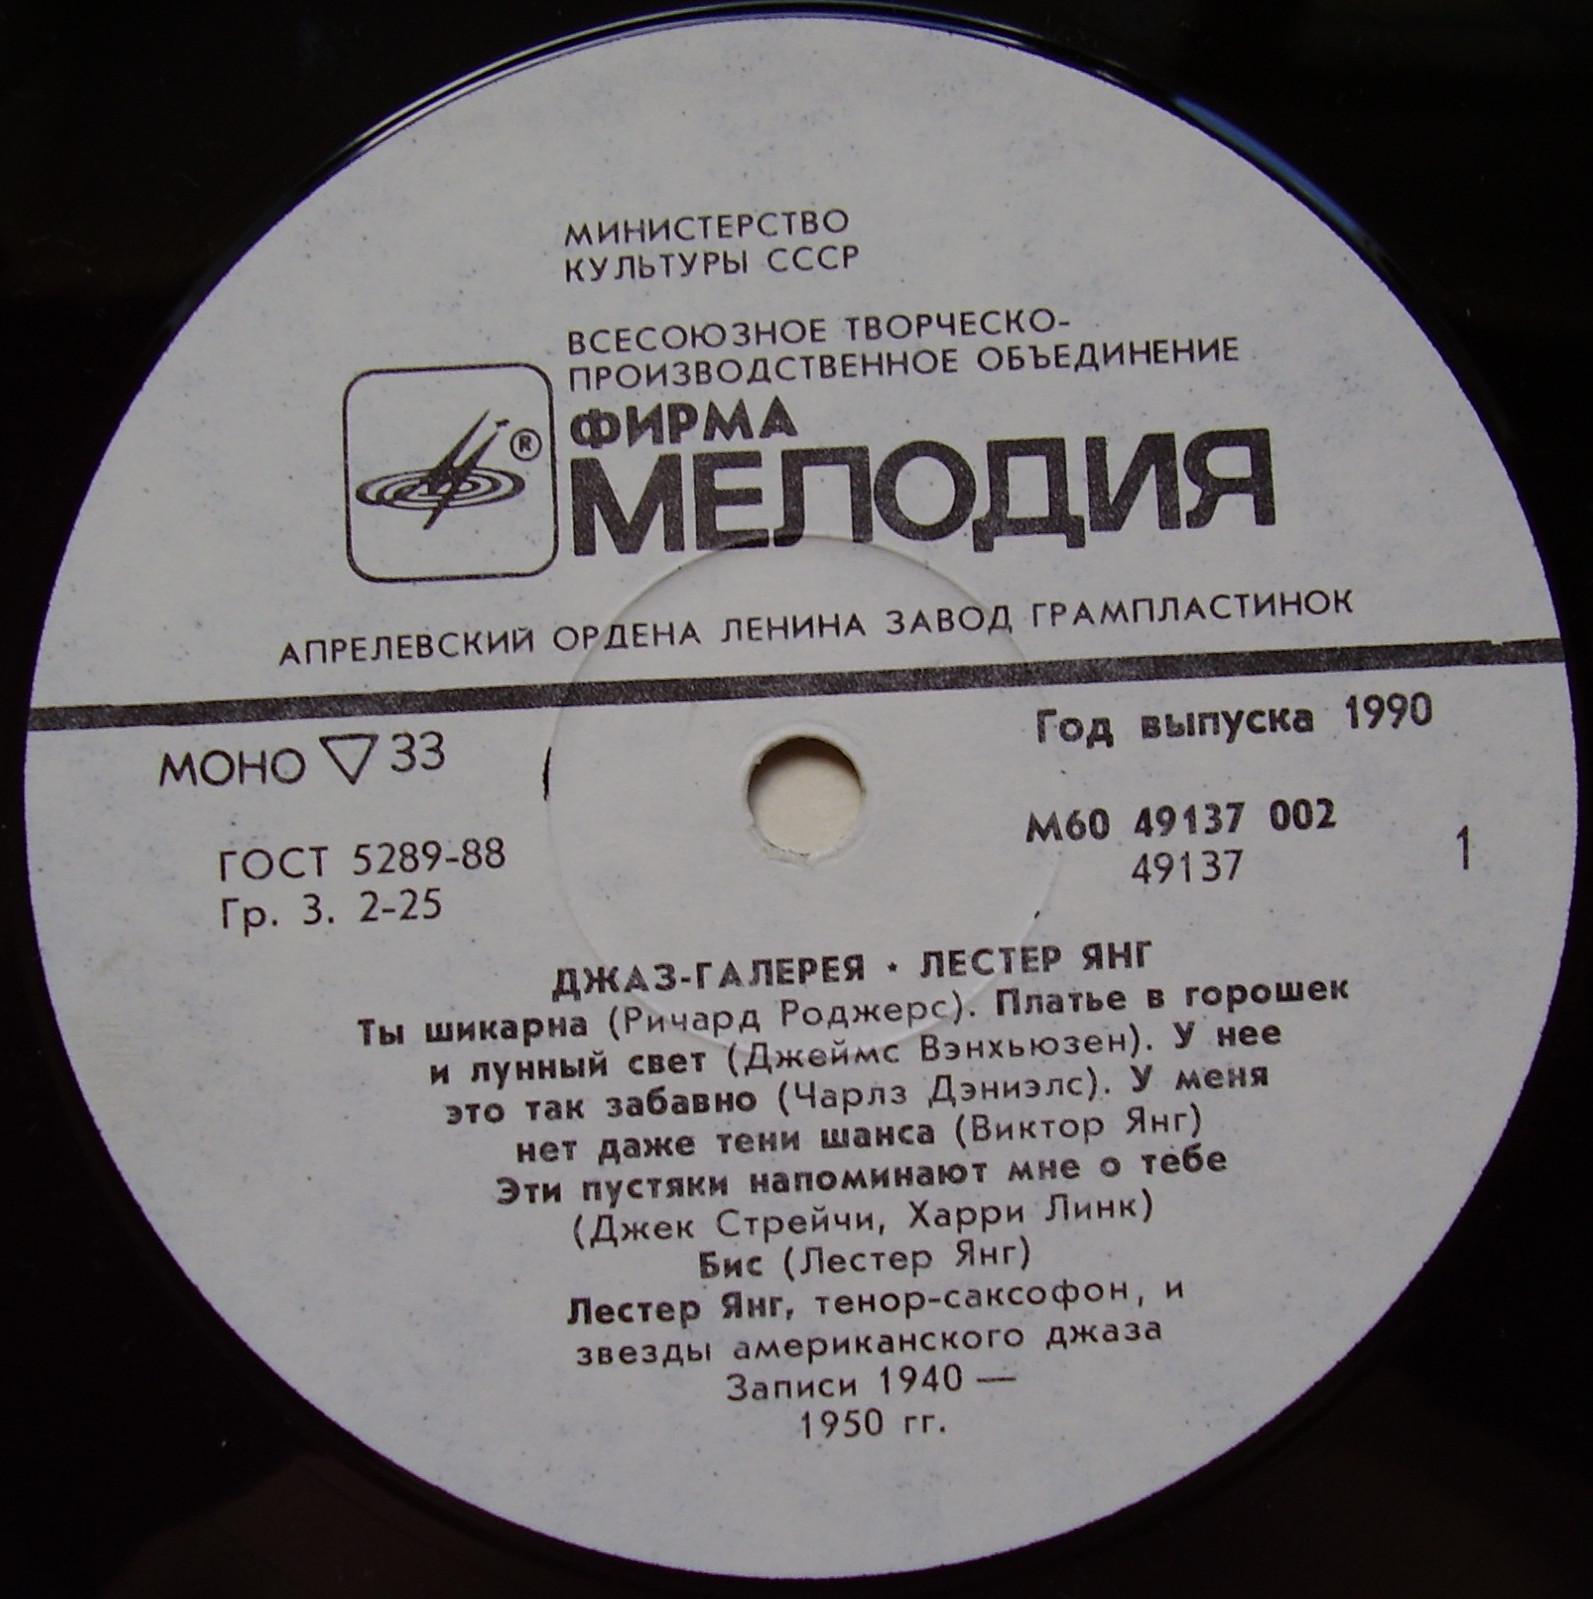 МИНИСТЕРСТВО
КУЛЬТУРЫ СССР
ВСЕСОЮЗНОЕ ТВОРЧЕСКО-
ПРОИЗВОДСТВЕННОЕ ОБЪЕДИНЕНИЕ
ФИРМА
®
МЕЛОДИЯ
АПРЕЛЕВСКИЙ ОРДЕНА ЛЕНИНА ЗАВОД ГРАМПЛАСТИНОК
МОНО ▽ 33
Год выпуска 1990
ГОСТ 5289-88
Гр. 3. 2-25
М60 49137 002
49137
1
ДЖАЗ-ГАЛЕРЕЯ · ЛЕСТЕР ЯНГ
Ты шикарна (Ричард Роджерс). Платье в горошек
и лунный свет (Джеймс Вэнхьюзен). У нее
это так забавно (Чарлз Дэниэлс). У меня
нет даже тени шанса (Виктор Янг)
Эти пустяки напоминают мне о тебе
(Джек Стрейчи, Харри Линк)
Бис (Лестер Янг)
Лестер Янг, тенор-саксофон, и
звезды американского джаза
Записи 1940 —
1950 гг.